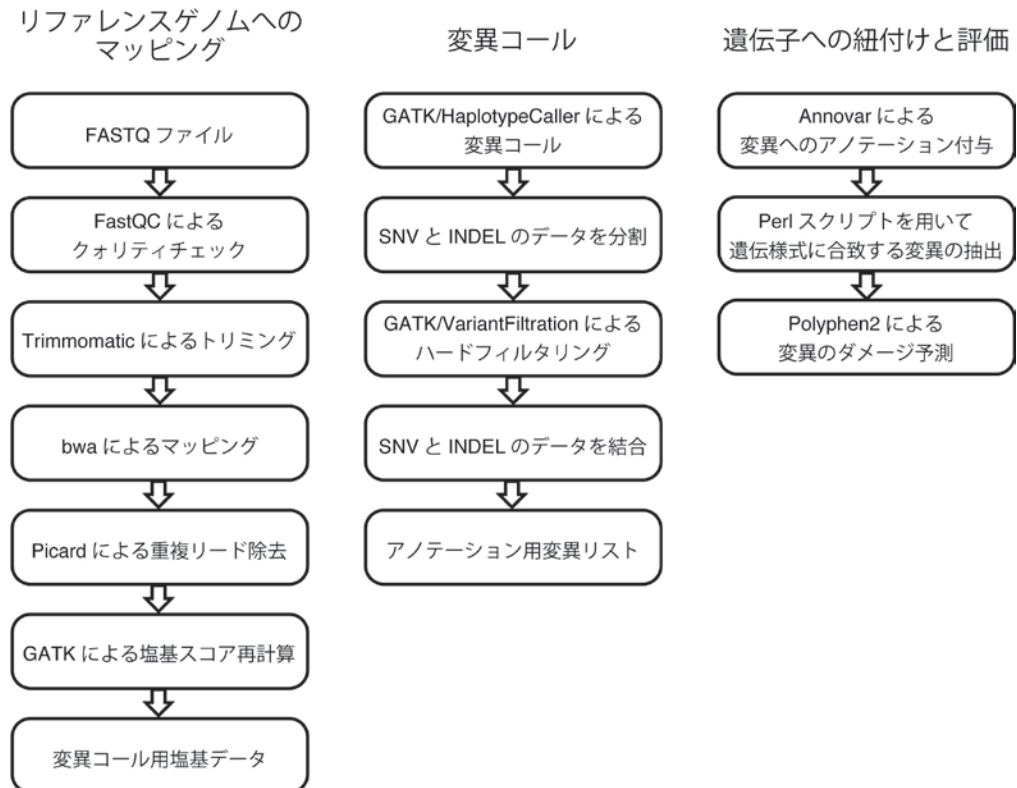 リファレンスゲノムへの
マッピング
FASTQ ファイル
FastQC による
クォリティチェック
Trimmomatic によるトリミング
bwa によるマッピング
Picard による重複リード除去
GATK による塩基スコア再計算
変異コール用塩基データ
変異コール
GATK/HaplotypeCaller による
変異コール
SNV と INDEL のデータを分割
GATK/VariantFiltration による
ハードフィルタリング
SNV と INDEL のデータを結合
アノテーション用変異リスト
遺伝子への紐付けと評価
Annovar による
変異へのアノテーション付与
Perl スクリプトを用いて
遺伝様式に合致する変異の抽出
Polyphen2 による
変異のダメージ予測